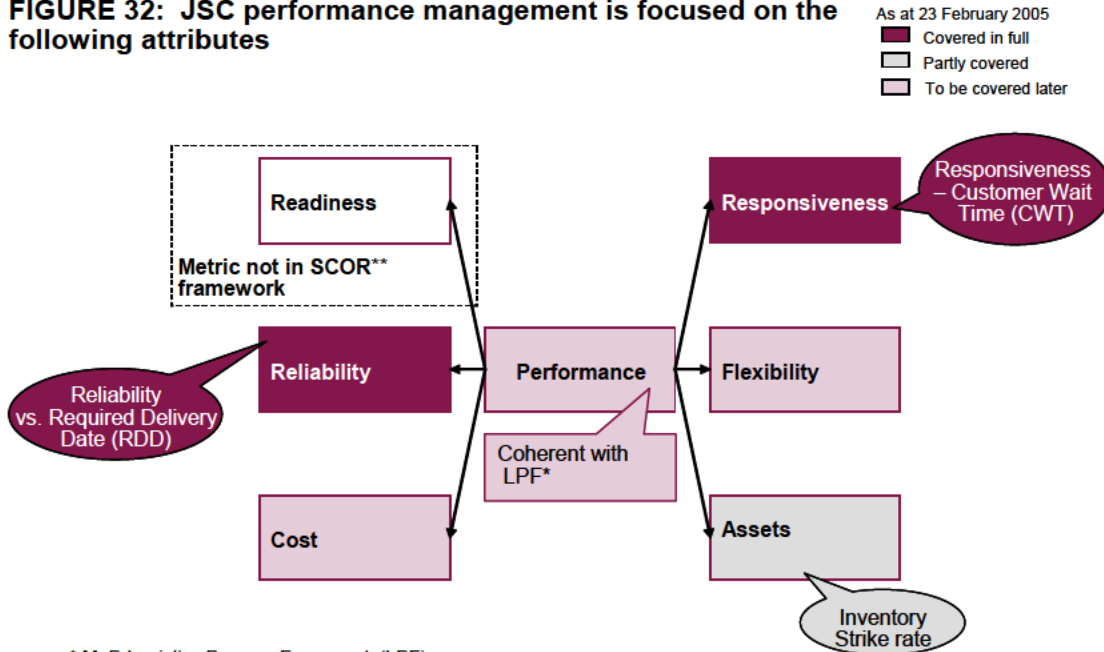 FIGURE 32: JSC performance management is focused on the
following attributes
As at 23 February 2005
Covered in full
Partly covered
To be covered later
Readiness
Metric not in SCOR**
framework
Responsiveness
Responsiveness
– Customer Wait
Time (CWT)
Reliability
Reliability
vs. Required Delivery
Date (RDD)
Performance
Coherent with
LPF*
Flexibility
Cost
Assets
Inventory
Strike rate